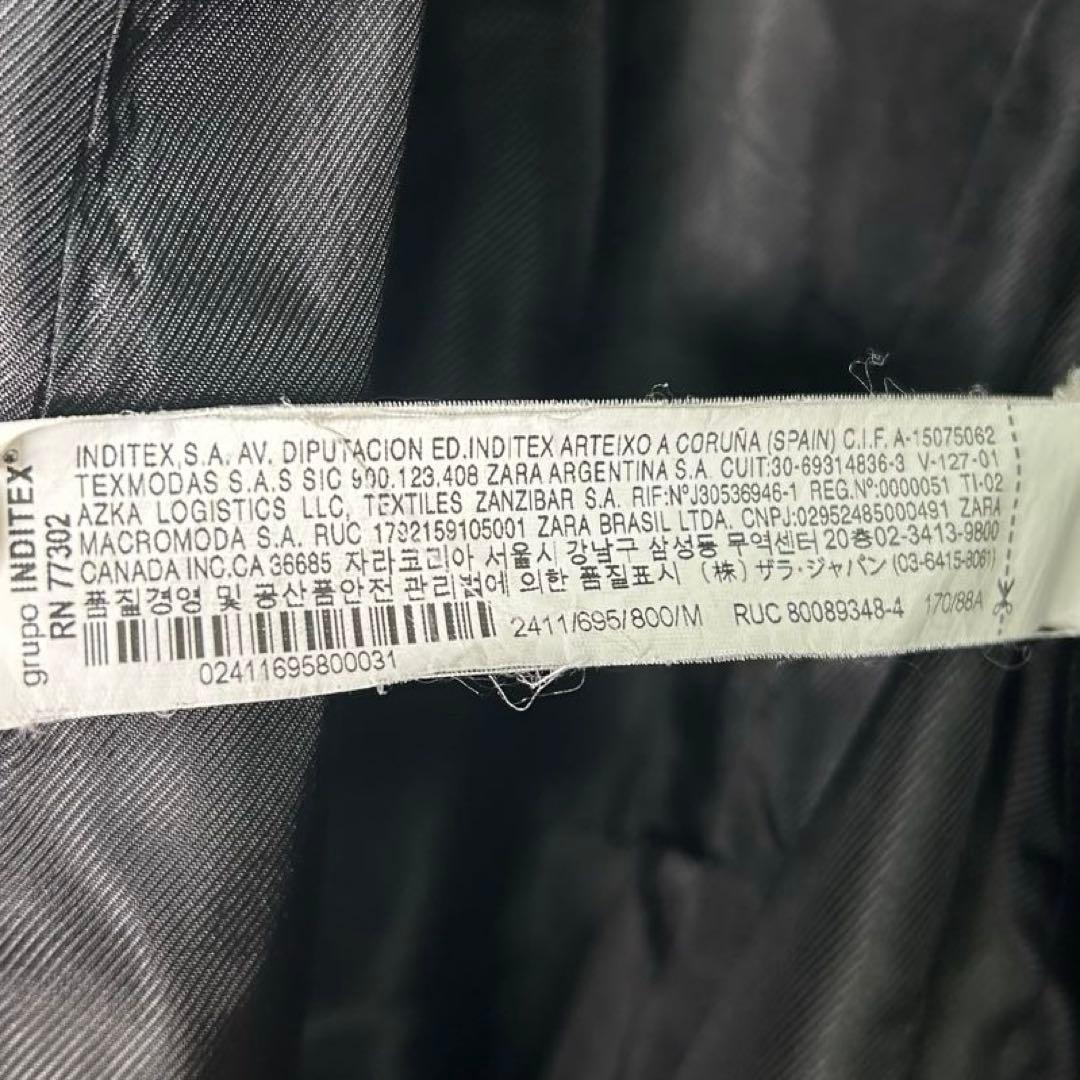 grupo INDITEX®
RN 77302
INDITEX,S.A. AV. DIPUTACION ED.INDITEX ARTEIXO A CORUÑA (SPAIN) C.I.F. A-15075062
TEXMODAS S.A.S SIC 900.123.408 ZARA ARGENTINA S.A. CUIT:30-69314836-3 V-127-01
AZKA LOGISTICS LLC, TEXTILES ZANZIBAR S.A. RIF:NºJ30536946-1 REG.Nº:0000051 TI-02
MACROMODA S.A. RUC 1792159105001 ZARA BRASIL LTDA. CNPJ:02952485000491 ZARA
CANADA INC.CA 36685 자라코리아 서울시 강남구 삼성동 무역센터 20층02-3413-9800
품질경영 및 공산품안전 관리법에 의한 품질표시 (株) ザラ・ジャパン (03-6415-8061)
2411/695/800/M RUC 80089348-4 170/88A
02411695800031